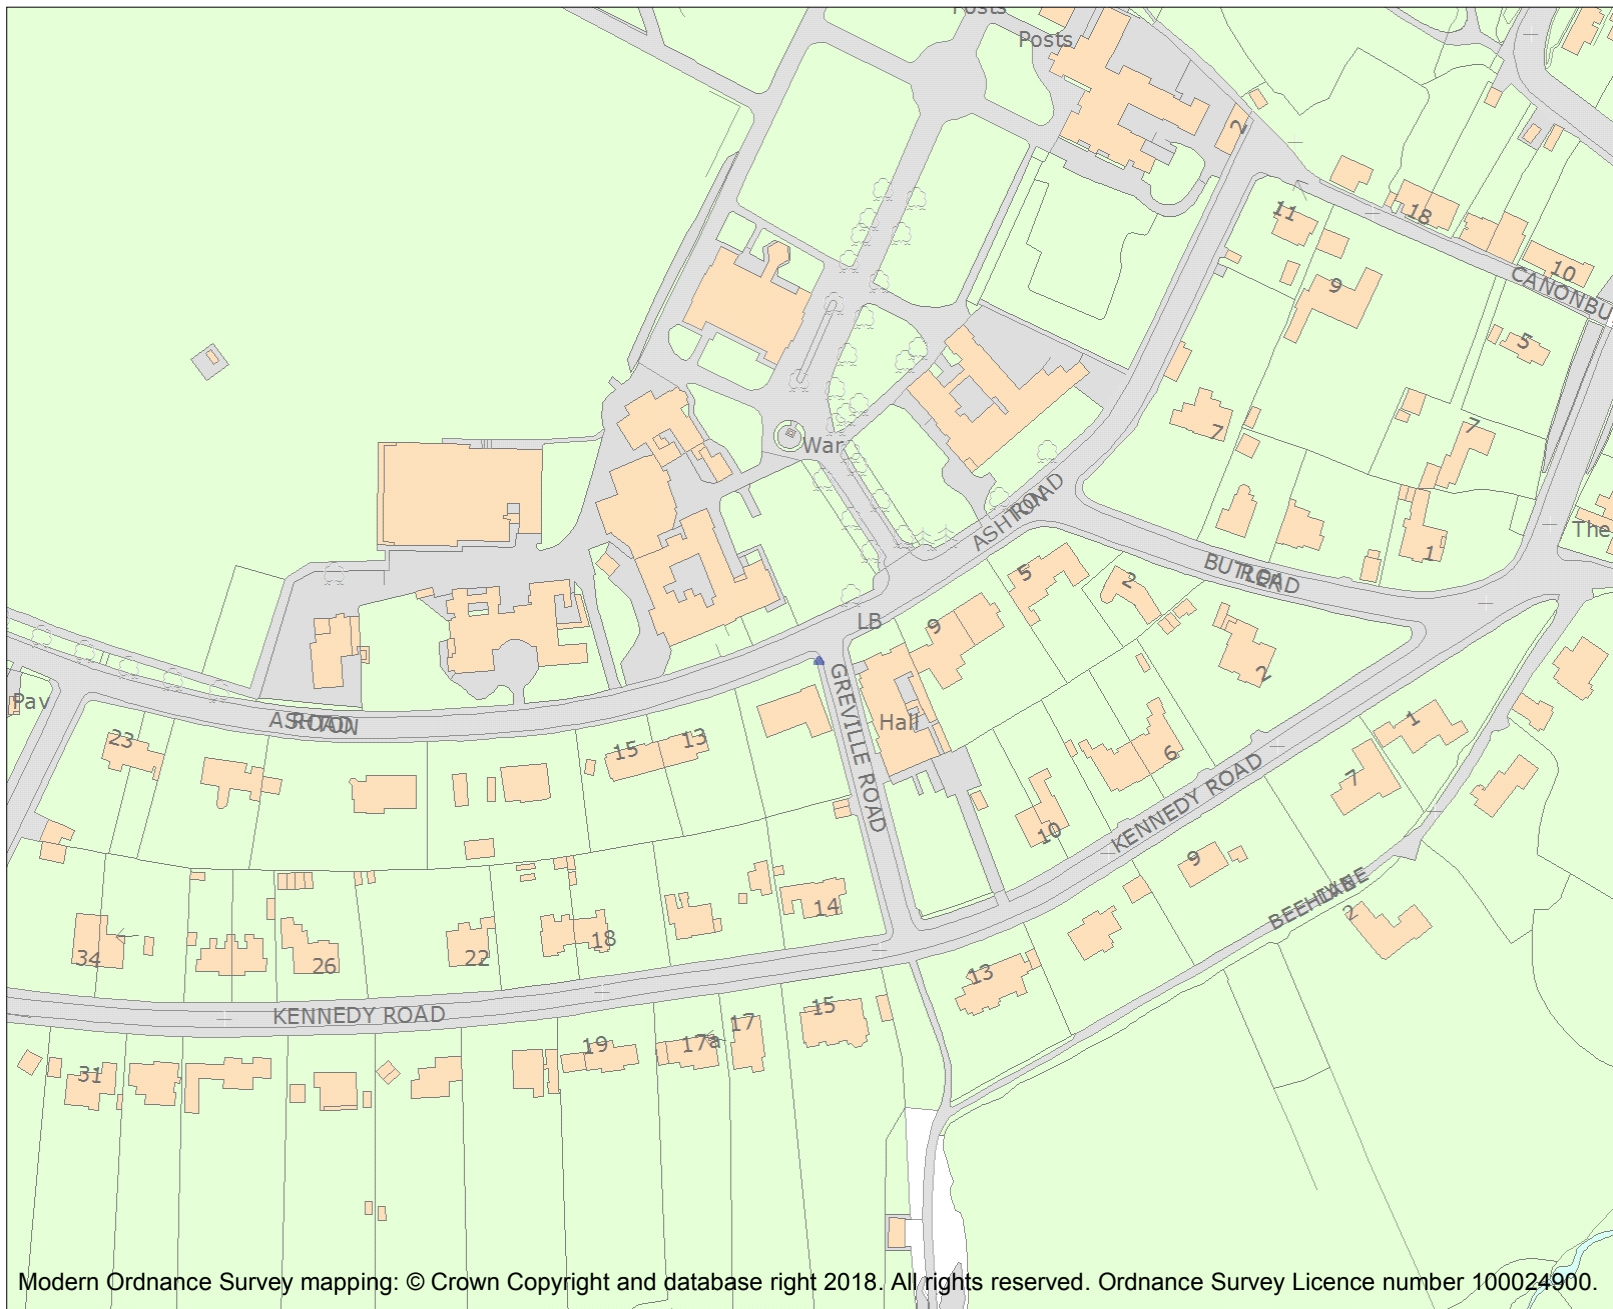 Posts
Posts
2
11
18
10
CANONBU
9
5
7
7
War
ASHTON ROAD
1
The
BUTLER ROAD
5
2
LB
9
2
GREVILLE ROAD
Pav
ASHTON ROAD
Hall
23
15
13
6
1
7
KENNEDY ROAD
10
9
BEEHIVE LANE
2
14
18
34
26
22
13
15
KENNEDY ROAD
17
17a
19
31
Modern Ordnance Survey mapping: © Crown Copyright and database right 2018. All rights reserved. Ordnance Survey Licence number 100024900.